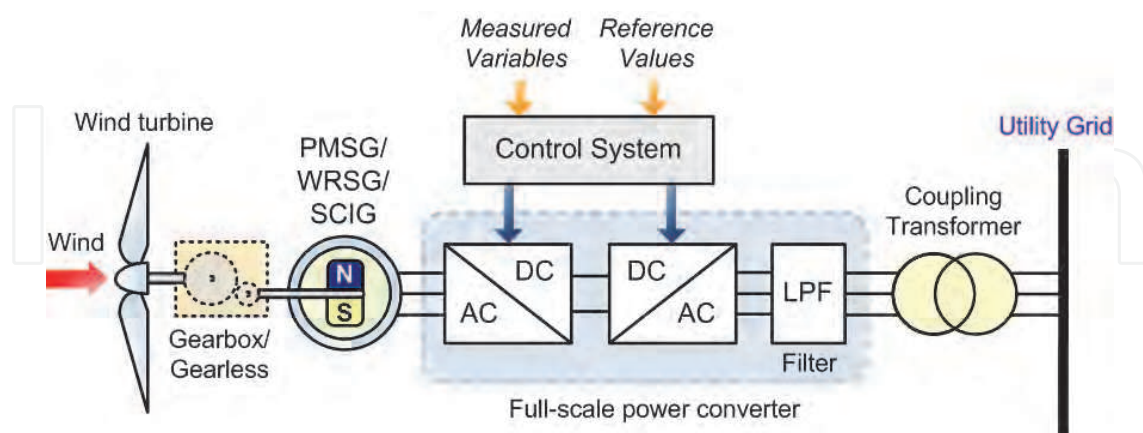 Measured
Variables
Reference
Values
Wind turbine
Control System
Utility Grid
PMSG/
WRSG/
SCIG
Coupling
Transformer
Wind
N
S
DC
AC
DC
AC
LPF
Gearbox/
Gearless
Filter
Full-scale power converter